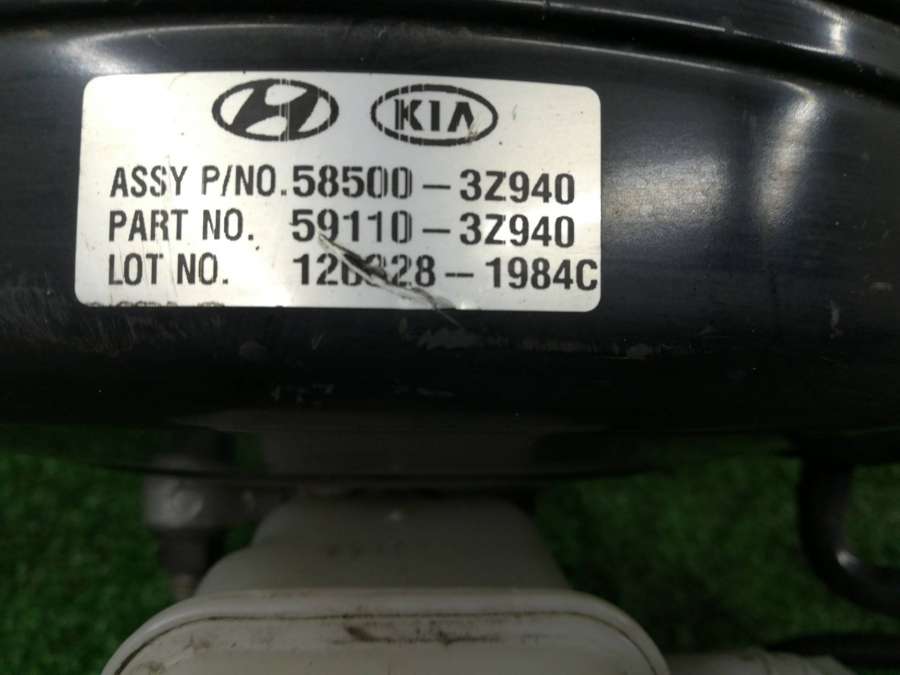 KIA
ASSY P/NO. 58500-3Z940
PART NO. 59110-3Z940
LOT NO. -1984C